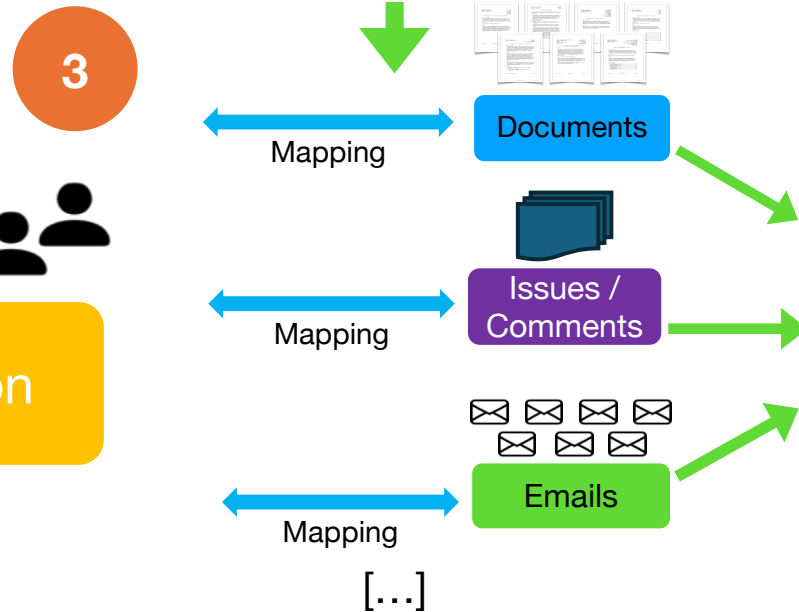 3
Documents
Mapping
Issues /
Comments
Mapping
on
Emails
Mapping
[...]